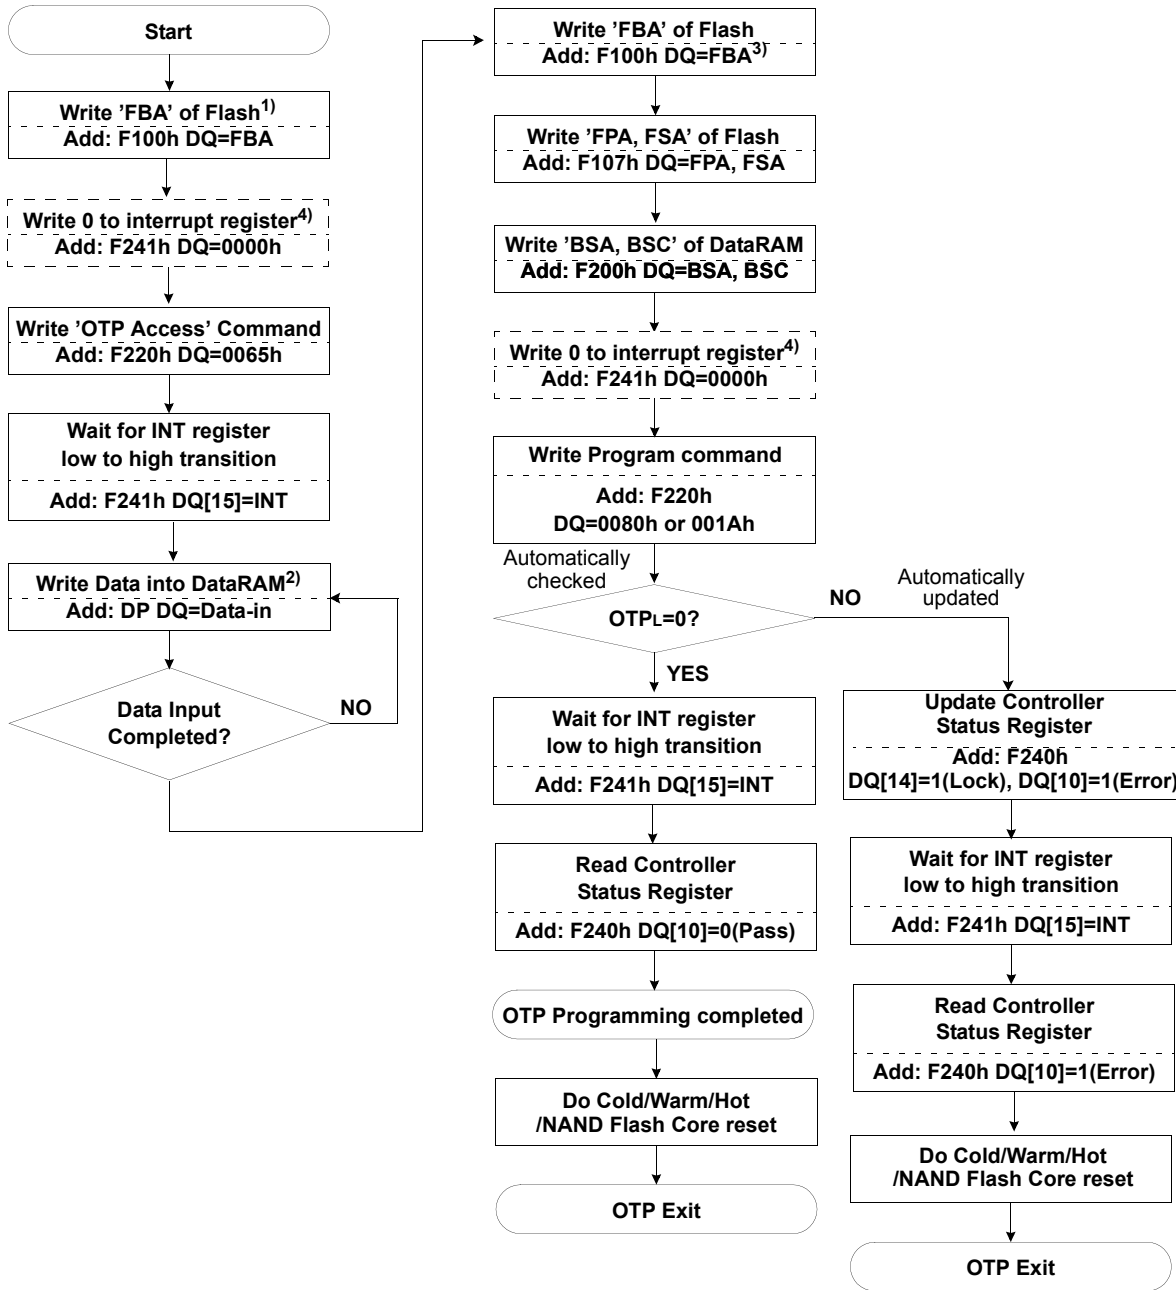 Start
Write ’FBA’ of Flash1)
Add: F100h DQ=FBA
Write 0 to interrupt register4)
Add: F241h DQ=0000h
Write ’OTP Access’ Command
Add: F220h DQ=0065h
Wait for INT register
low to high transition
Add: F241h DQ[15]=INT
Write Data into DataRAM2)
Add: DP DQ=Data-in
Data Input
Completed?
NO
Write ’FBA’ of Flash
Add: F100h DQ=FBA3)
Write ’FPA, FSA’ of Flash
Add: F107h DQ=FPA, FSA
Write ’BSA, BSC’ of DataRAM
Add: F200h DQ=BSA, BSC
Write 0 to interrupt register4)
Add: F241h DQ=0000h
Write Program command
Add: F220h
DQ=0080h or 001Ah
Automatically
checked
OTPL=0?
NO
Automatically
updated
YES
Wait for INT register
low to high transition
Add: F241h DQ[15]=INT
Read Controller
Status Register
Add: F240h DQ[10]=0(Pass)
OTP Programming completed
Do Cold/Warm/Hot
/NAND Flash Core reset
OTP Exit
Update Controller
Status Register
Add: F240h
DQ[14]=1(Lock), DQ[10]=1(Error)
Wait for INT register
low to high transition
Add: F241h DQ[15]=INT
Read Controller
Status Register
Add: F240h DQ[10]=1(Error)
Do Cold/Warm/Hot
/NAND Flash Core reset
OTP Exit